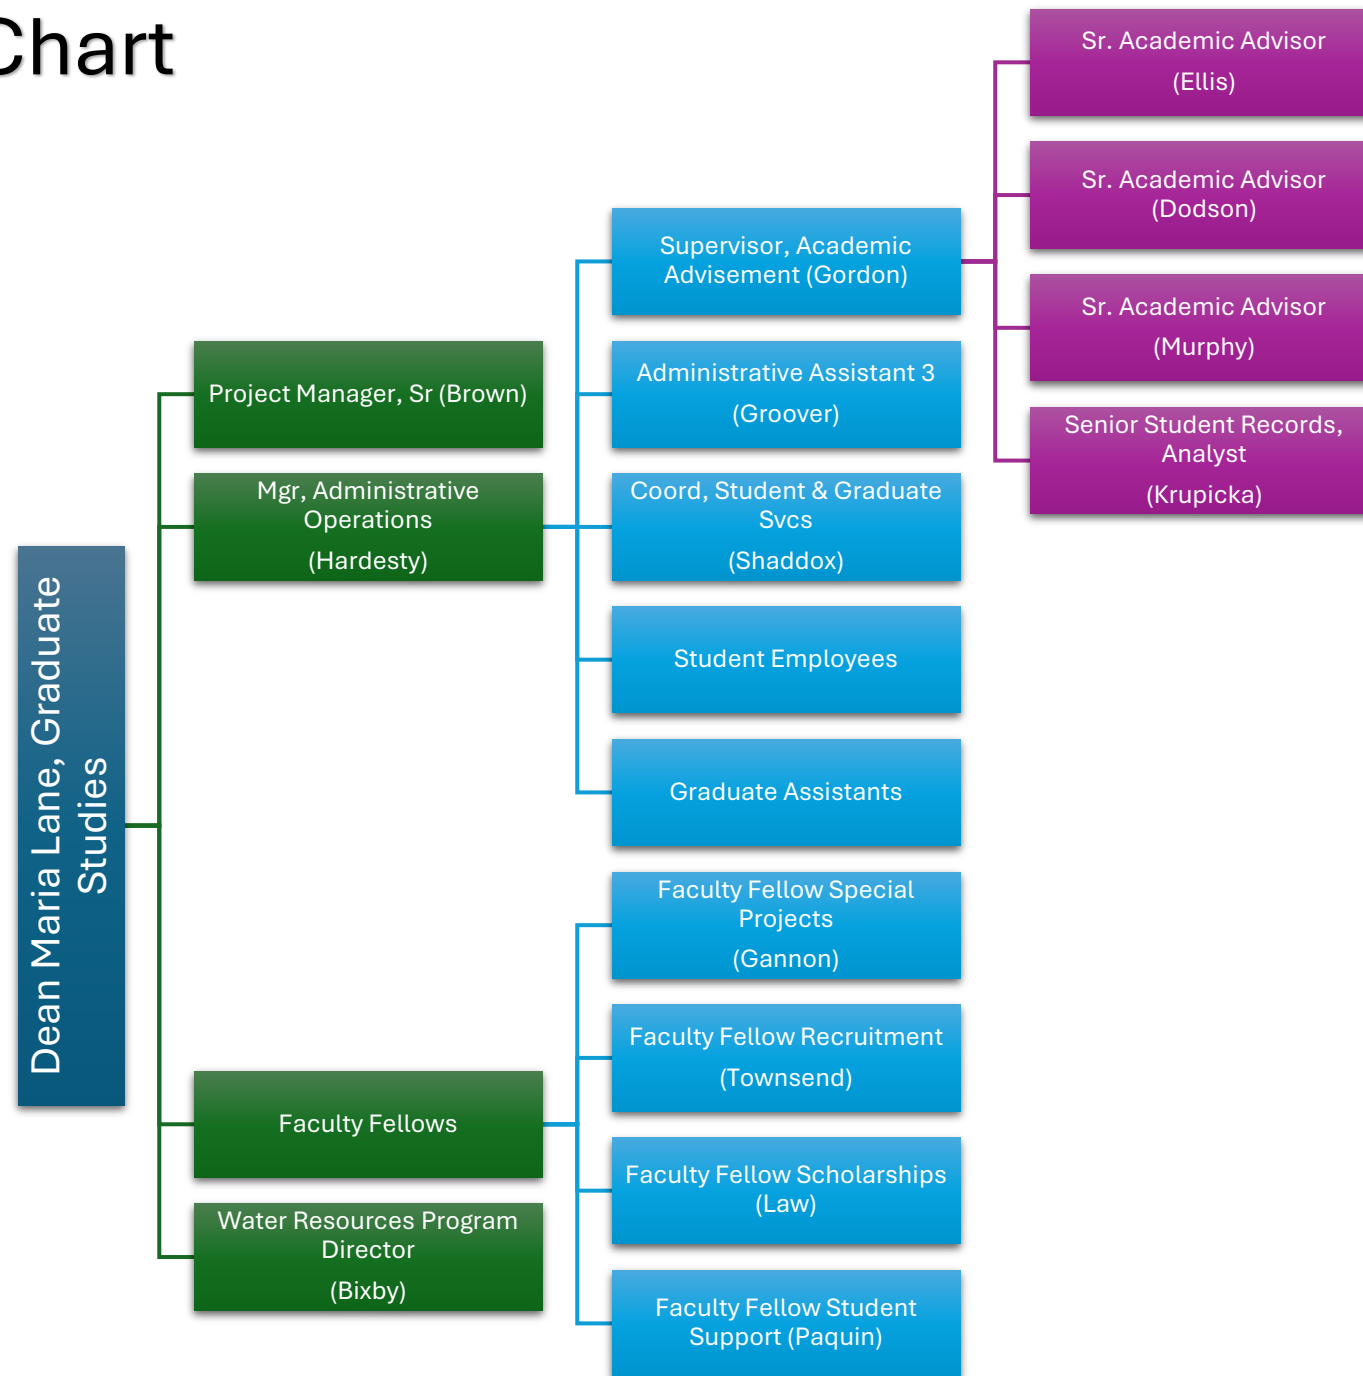 Chart
Sr. Academic Advisor
(Ellis)
Sr. Academic Advisor
(Dodson)
Supervisor, Academic
Advisement (Gordon)
Sr. Academic Advisor
(Murphy)
Project Manager, Sr (Brown)
Administrative Assistant 3
(Groover)
Senior Student Records,
Analyst
(Krupicka)
Mgr, Administrative
Operations
(Hardesty)
Coord, Student & Graduate
Svcs
(Shaddox)
Dean Maria Lane, Graduate
Studies
Student Employees
Graduate Assistants
Faculty Fellow Special
Projects
(Gannon)
Faculty Fellow Recruitment
(Townsend)
Faculty Fellows
Faculty Fellow Scholarships
(Law)
Water Resources Program
Director
(Bixby)
Faculty Fellow Student
Support (Paquin)